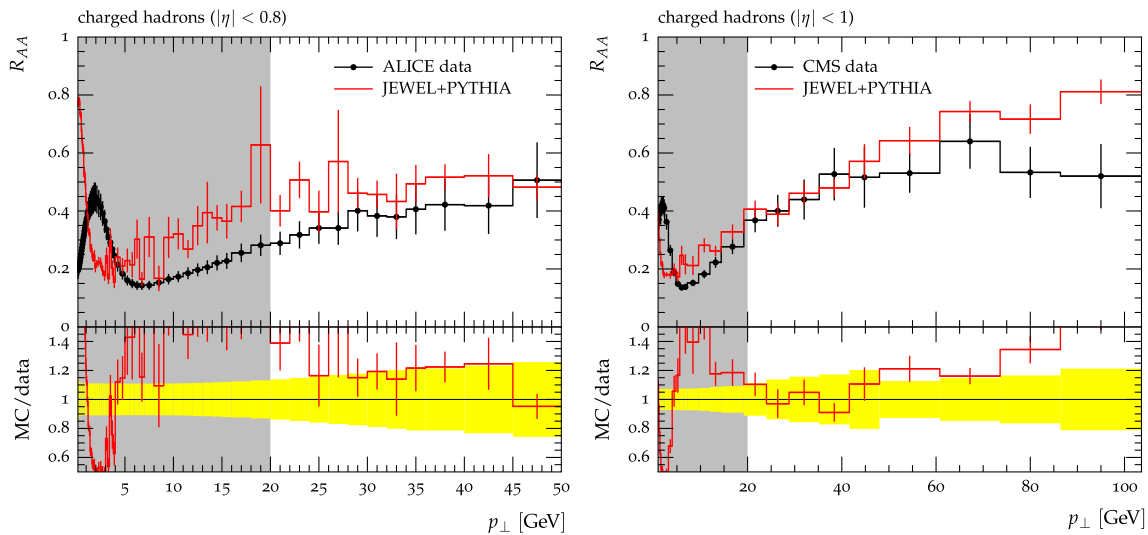 charged hadrons (|η| < 0.8)
R_AA
1
0.8
0.6
0.4
0.2
0
ALICE data
JEWEL+PYTHIA
MC/data
1.4
1.2
1
0.8
0.6
5 10 15 20 25 30 35 40 45 50
p⊥ [GeV]
charged hadrons (|η| < 1)
R_AA
1
0.8
0.6
0.4
0.2
0
CMS data
JEWEL+PYTHIA
MC/data
1.4
1.2
1
0.8
0.6
20 40 60 80 100
p⊥ [GeV]